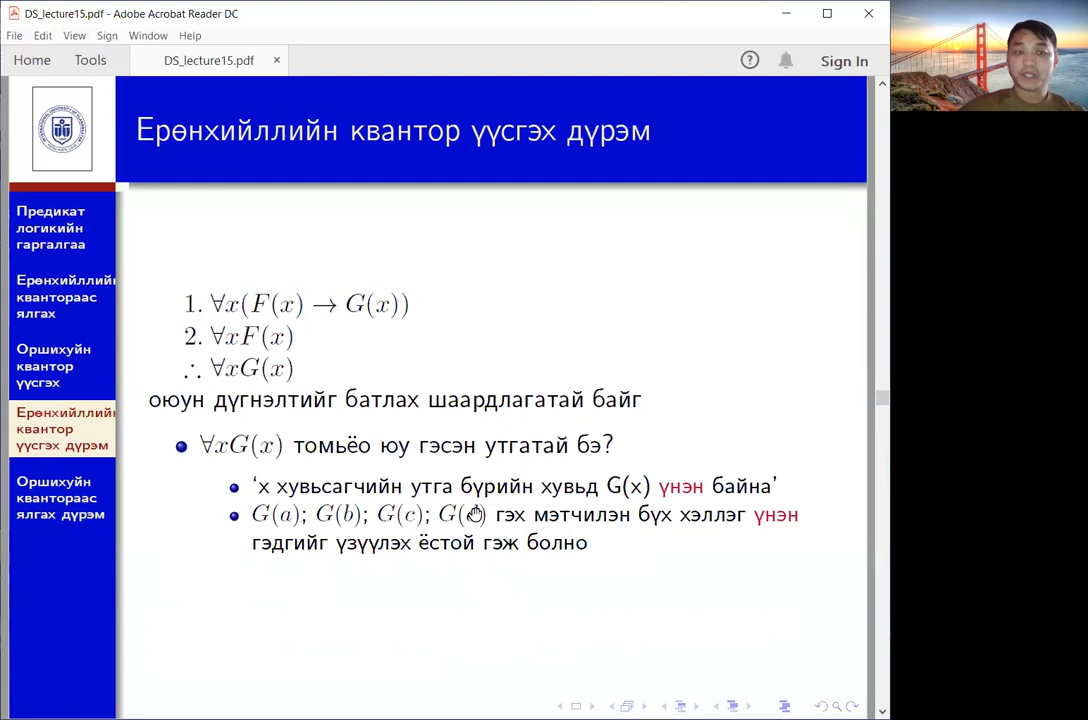 DS_lecture15.pdf - Adobe Acrobat Reader DC
File Edit View Sign Window Help
Home Tools DS_lecture15.pdf × Sign In
Ерөнхийллийн квантор үүсгэх дүрэм
Предикат
логикийн
гаргалгаа
Ерөнхийллийн
квантораас
ялгах
Оршихуйн
квантор
үүсгэх
Ерөнхийллийн
квантор
үүсгэх дүрэм
Оршихуйн
квантораас
ялгах дүрэм
1. ∀x(F(x) → G(x))
2. ∀xF(x)
∴ ∀xG(x)
оюун дүгнэлтийг батлах шаардлагатай байг
∀xG(x) томьёо юу гэсэн утгатай бэ?
‘x хувьсагчийн утга бүрийн хувьд G(x) үнэн байна’
G(a); G(b); G(c); гэх мэтчилэн бүх хэллэг үнэн
гэдгийг үзүүлэх ёстой гэж болно